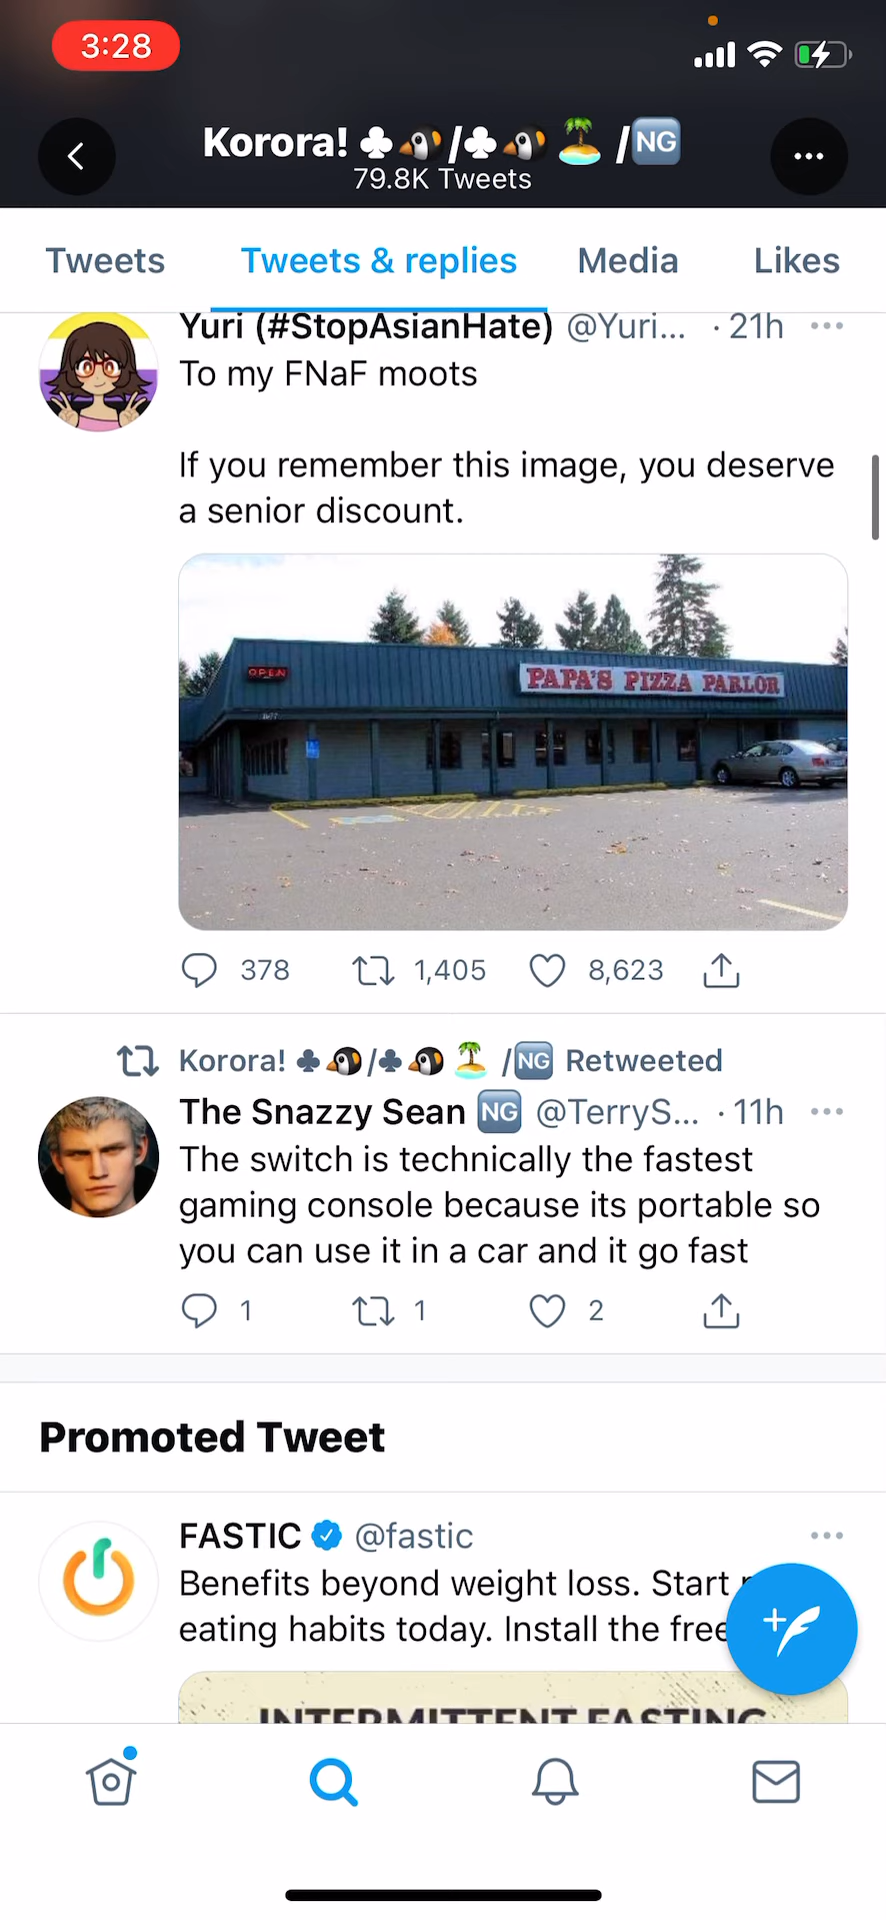 3:28
Korora! ♣🐧/♣🐧 🏝 /🆖
79.8K Tweets
Tweets
Tweets & replies
Media
Likes
Yuri (#StopAsianHate) @Yuri... · 21h
To my FNaF moots
If you remember this image, you deserve
a senior discount.
OPEN
PAPA'S PIZZA PARLOR
378
1,405
8,623
Korora! ♣🐧/♣🐧 🏝 /🆖 Retweeted
The Snazzy Sean 🆖 @TerryS... · 11h
The switch is technically the fastest
gaming console because its portable so
you can use it in a car and it go fast
1
1
2
Promoted Tweet
FASTIC @fastic
Benefits beyond weight loss. Start
eating habits today. Install the free
INTERMITTENT FASTING